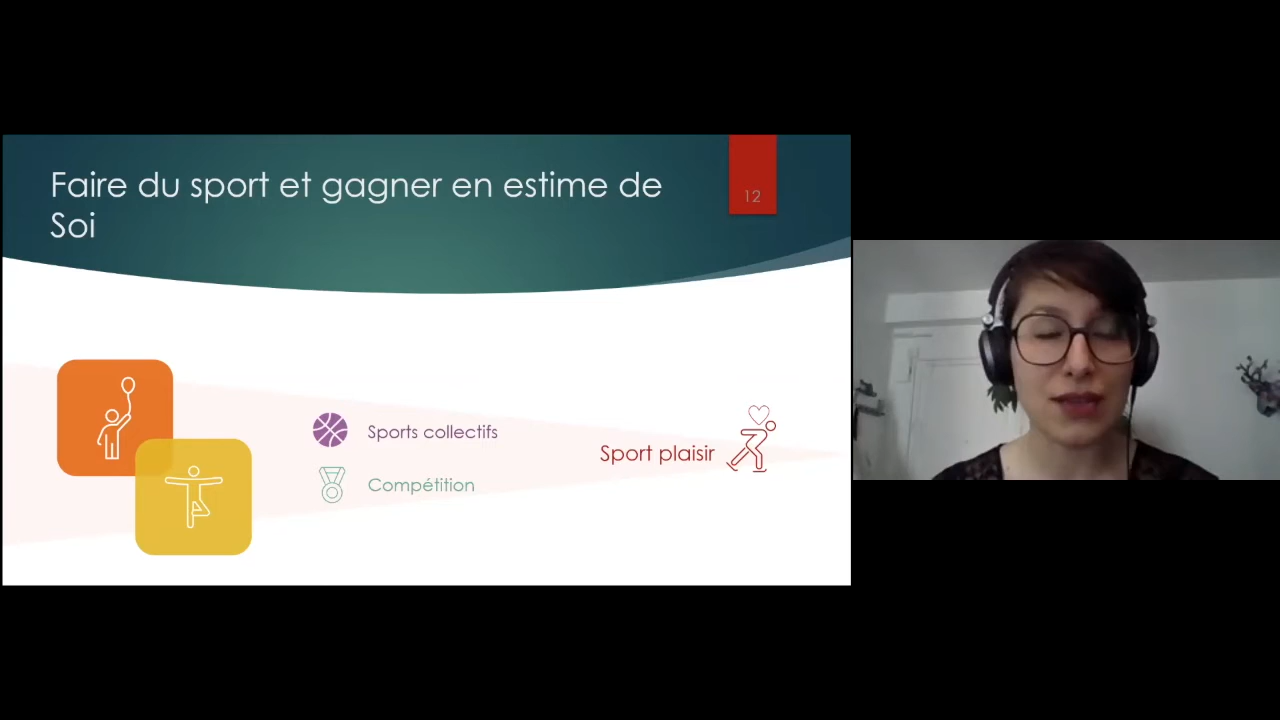 Faire du sport et gagner en estime de
Soi
12
Sports collectifs
Compétition
Sport plaisir